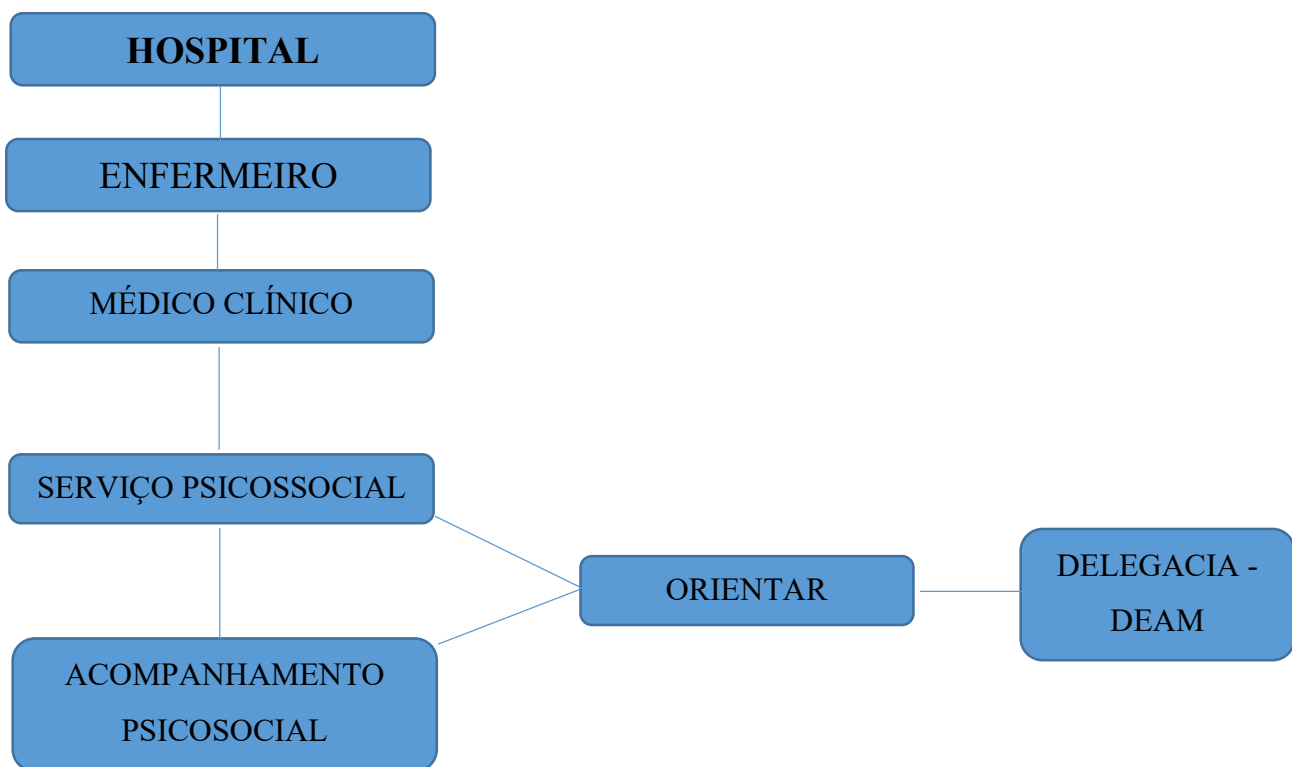 HOSPITAL
ENFERMEIRO
MÉDICO CLÍNICO
SERVIÇO PSICOSSOCIAL
ORIENTAR
DELEGACIA -
DEAM
ACOMPANHAMENTO
PSICOSOCIAL